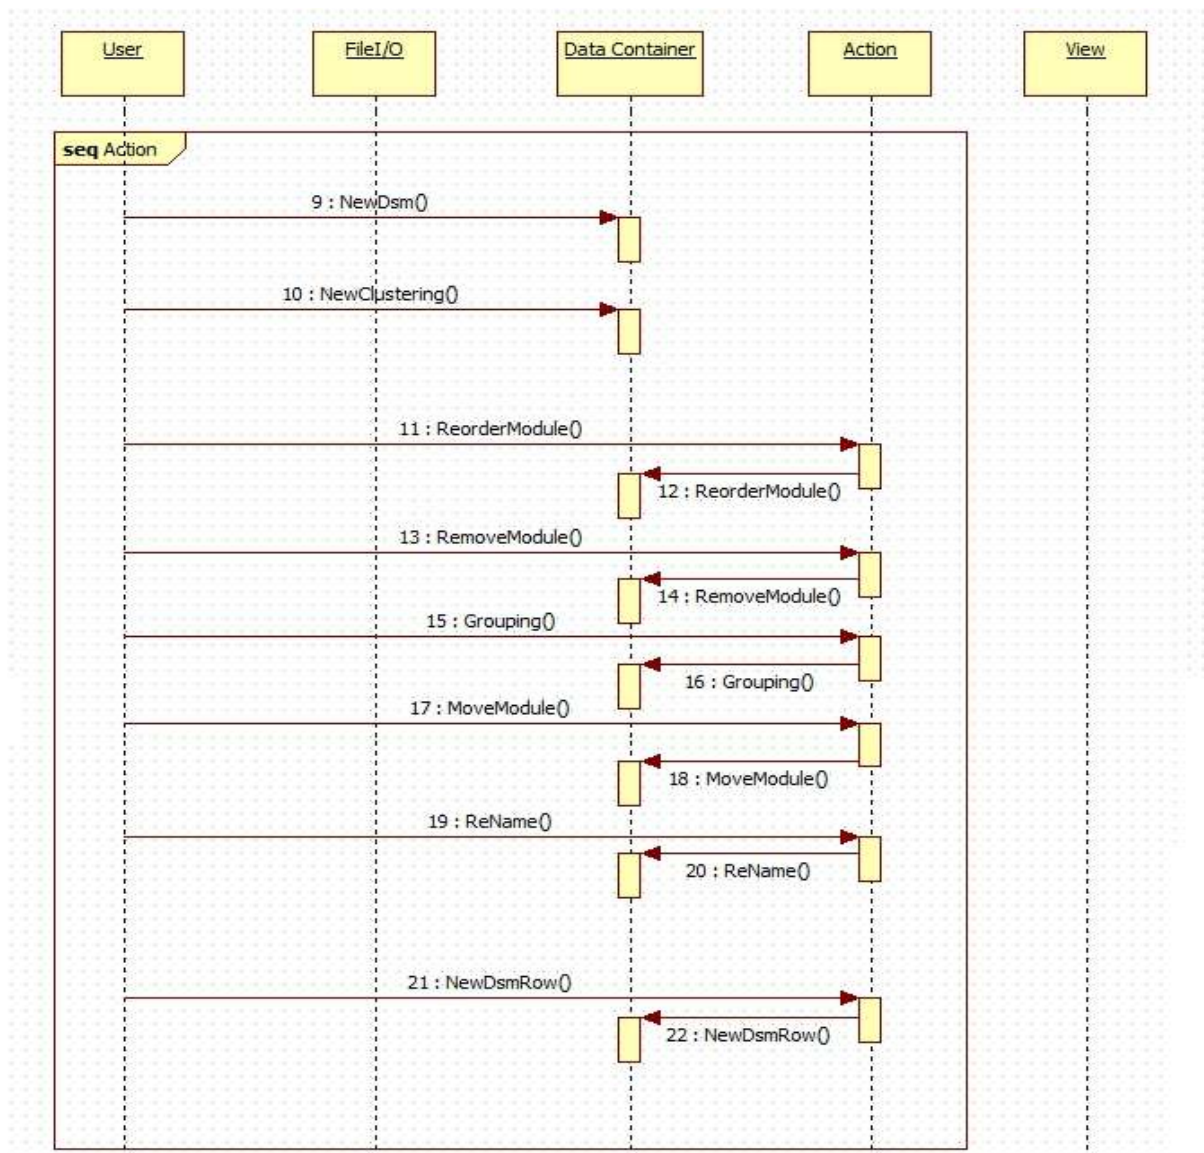 User
FileI/O
Data Container
Action
View
seq Action
9 : NewDsm()
10 : NewClustering()
11 : ReorderModule()
12 : ReorderModule()
13 : RemoveModule()
14 : RemoveModule()
15 : Grouping()
16 : Grouping()
17 : MoveModule()
18 : MoveModule()
19 : ReName()
20 : ReName()
21 : NewDsmRow()
22 : NewDsmRow()